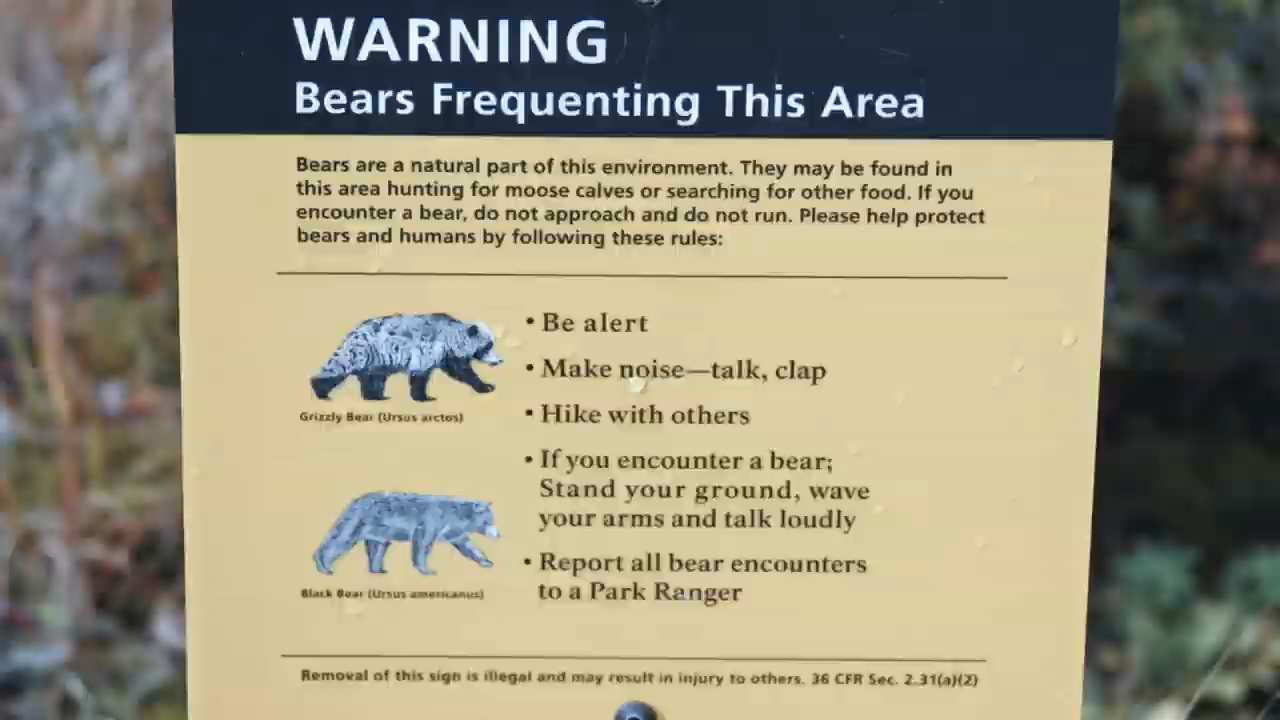 WARNING
Bears Frequenting This Area
Bears are a natural part of this environment. They may be found in
this area hunting for moose calves or searching for other food. If you
encounter a bear, do not approach and do not run. Please help protect
bears and humans by following these rules:
• Be alert
• Make noise—talk, clap
• Hike with others
• If you encounter a bear;
Stand your ground, wave
your arms and talk loudly
• Report all bear encounters
to a Park Ranger
Grizzly Bear (Ursus arctos)
Black Bear (Ursus americanus)
Removal of this sign is illegal and may result in injury to others. 36 CFR Sec. 2.31(a)(2)